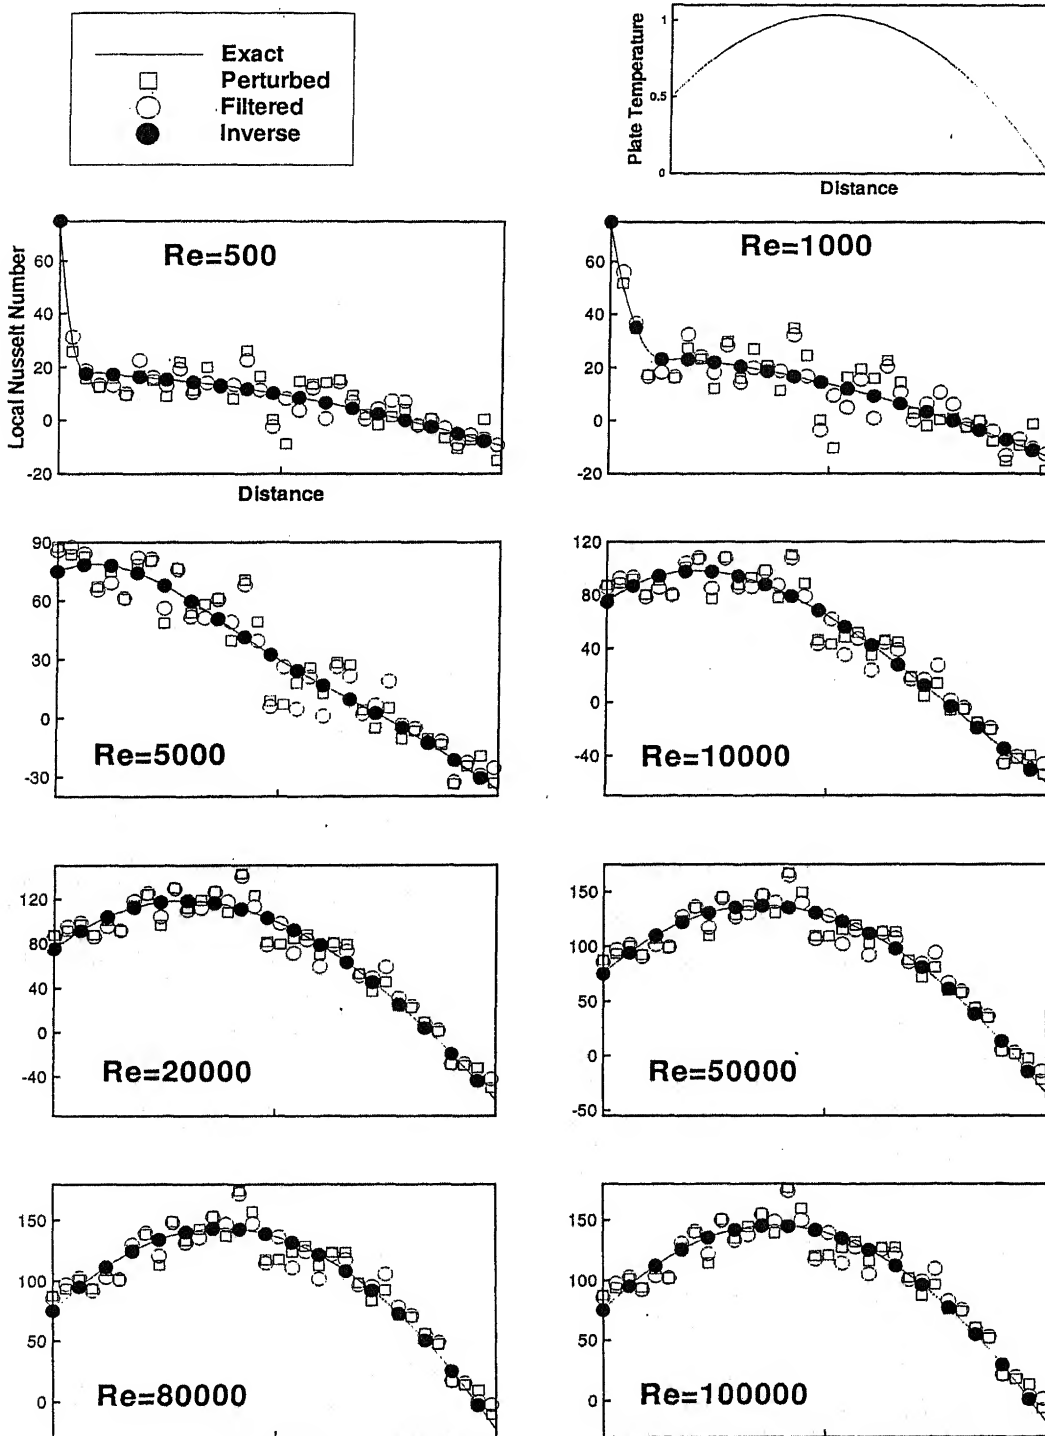 Exact
Perturbed
Filtered
Inverse
Plate Temperature
1
0.5
0
Distance
Local Nusselt Number
Re=500
60
40
20
0
-20
Distance
Re=1000
60
40
20
0
-20
90
60
30
0
-30
Re=5000
120
80
40
0
-40
Re=10000
120
80
40
0
-40
Re=20000
150
100
50
0
-50
Re=50000
150
100
50
0
Re=80000
150
100
50
0
Re=100000